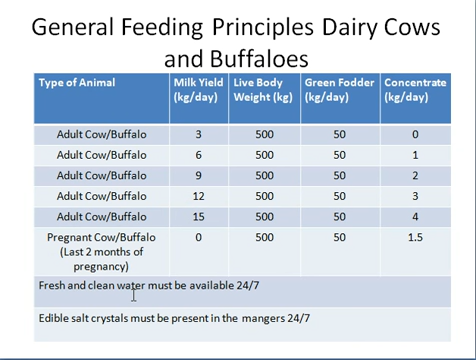 General Feeding Principles Dairy Cows
and Buffaloes
Type of Animal Milk Yield (kg/day) Live Body Weight (kg) Green Fodder (kg/day) Concentrate (kg/day)
Adult Cow/Buffalo 3 500 50 0
Adult Cow/Buffalo 6 500 50 1
Adult Cow/Buffalo 9 500 50 2
Adult Cow/Buffalo 12 500 50 3
Adult Cow/Buffalo 15 500 50 4
Pregnant Cow/Buffalo (Last 2 months of pregnancy) 0 500 50 1.5
Fresh and clean water must be available 24/7
Edible salt crystals must be present in the mangers 24/7